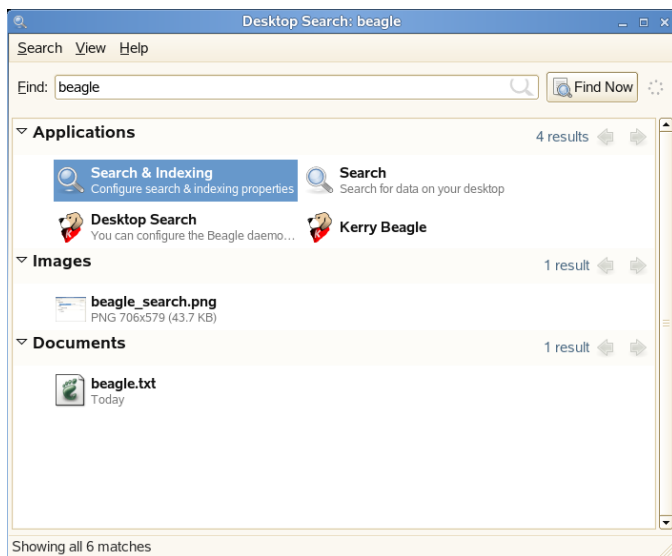 Desktop Search: beagle
Search View Help
Find: beagle Find Now
Applications 4 results
Search & Indexing
Configure search & indexing properties
Search
Search for data on your desktop
Desktop Search
You can configure the Beagle daemo...
Kerry Beagle
Images 1 result
beagle_search.png
PNG 706x579 (43.7 KB)
Documents 1 result
beagle.txt
Today
Showing all 6 matches